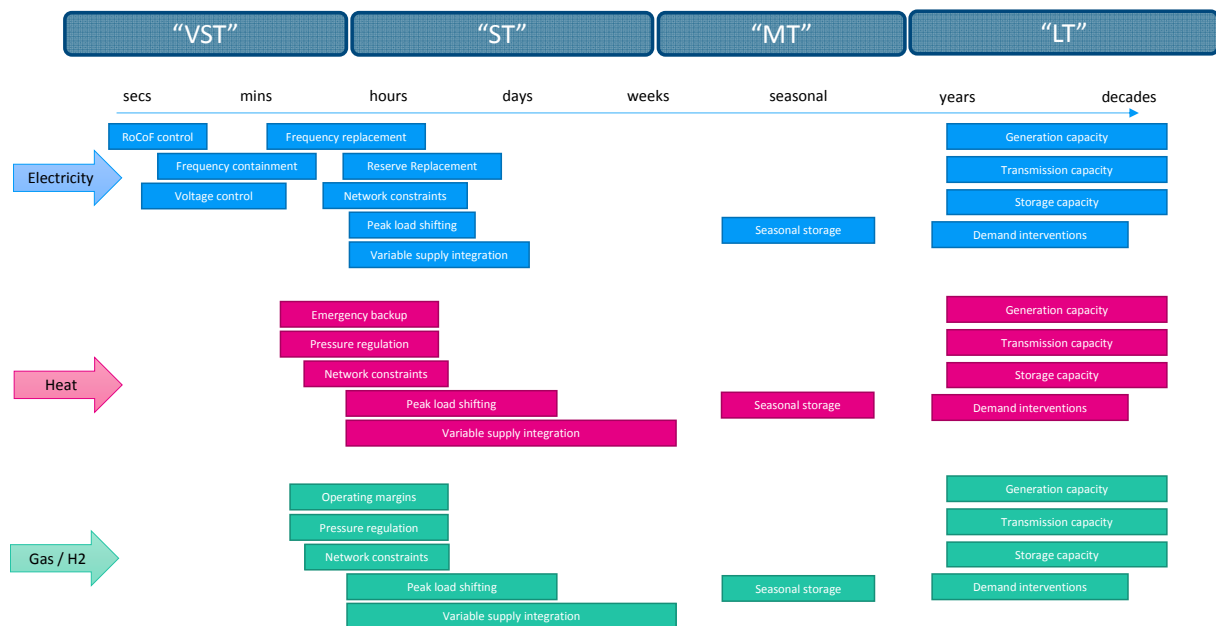 “VST”
“ST”
“MT”
“LT”
secs
mins
hours
days
weeks
seasonal
years
decades
Electricity
RoCoF control
Frequency replacement
Generation capacity
Frequency containment
Reserve Replacement
Transmission capacity
Voltage control
Network constraints
Storage capacity
Peak load shifting
Seasonal storage
Demand interventions
Variable supply integration
Heat
Emergency backup
Generation capacity
Pressure regulation
Transmission capacity
Network constraints
Storage capacity
Peak load shifting
Seasonal storage
Demand interventions
Variable supply integration
Gas / H2
Operating margins
Generation capacity
Pressure regulation
Transmission capacity
Network constraints
Storage capacity
Peak load shifting
Seasonal storage
Demand interventions
Variable supply integration